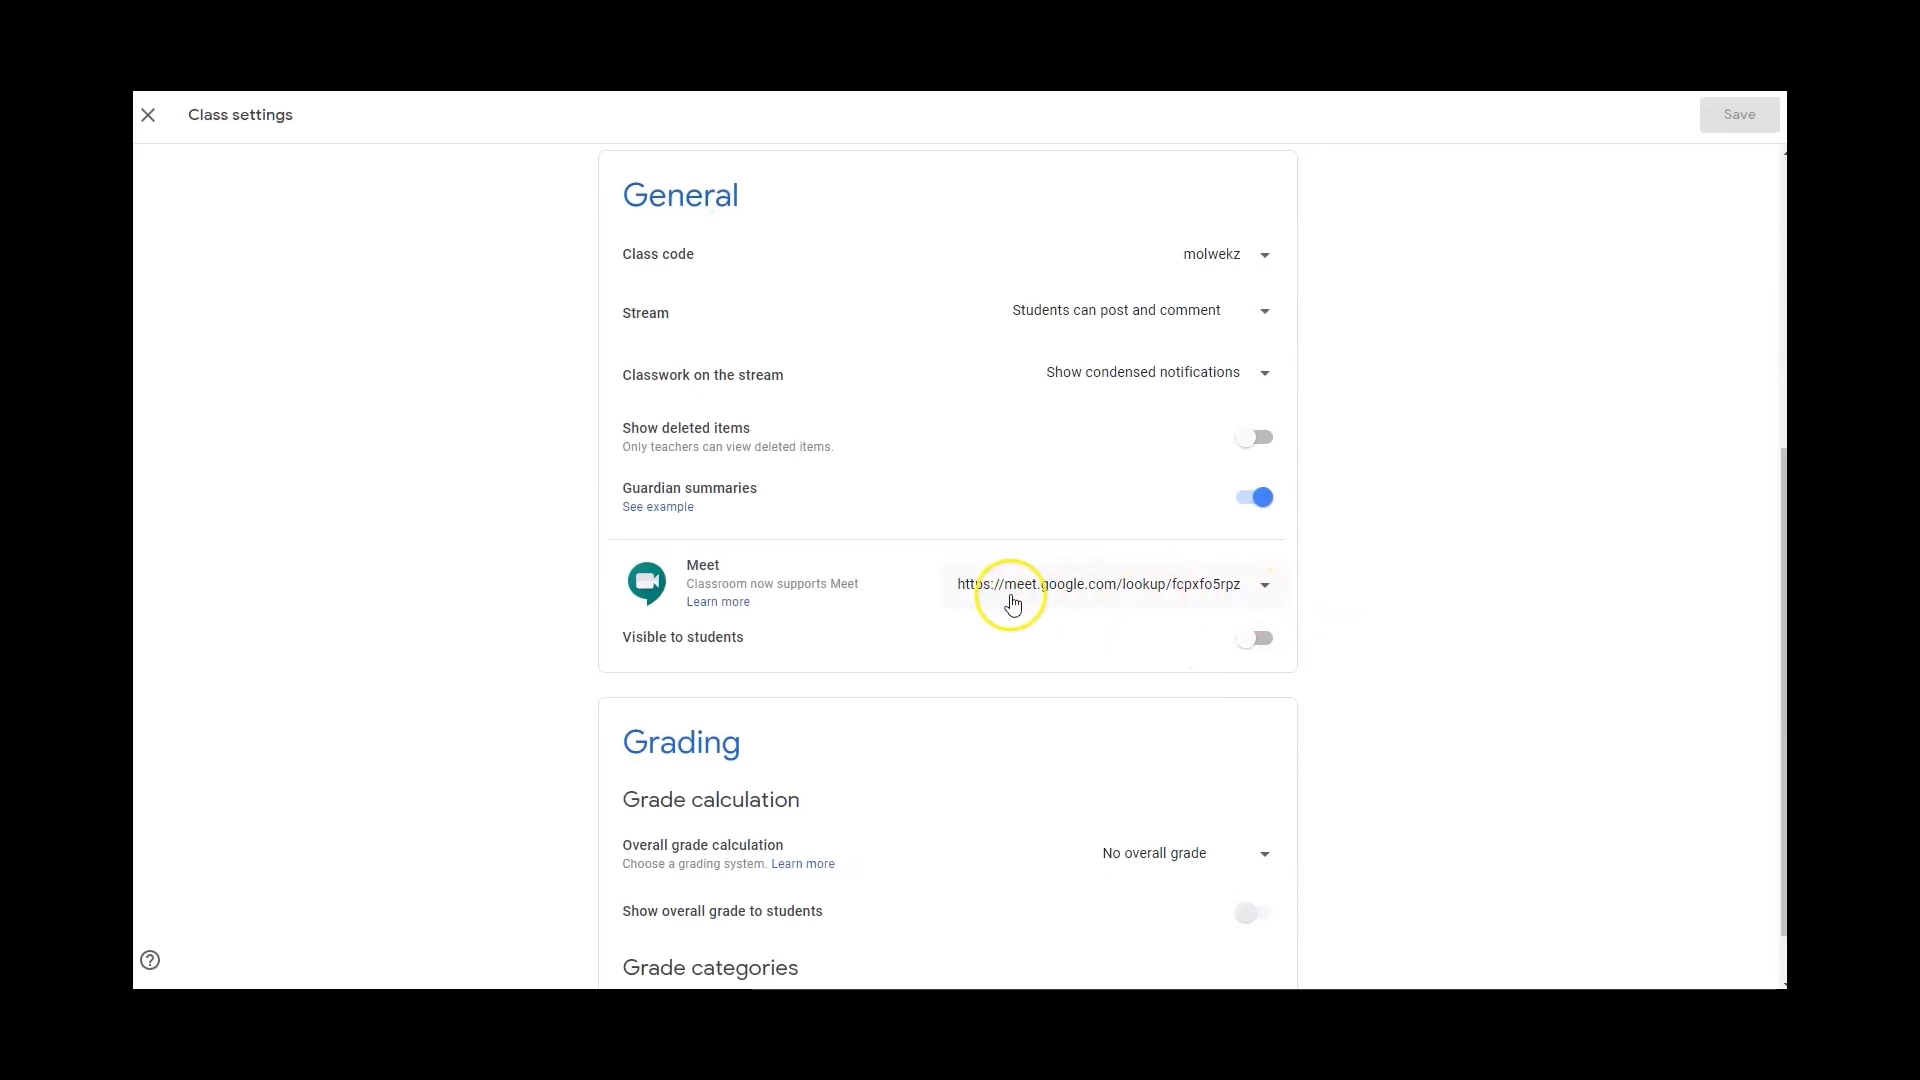 Class settings
Save
General
Class code
molwekz
Stream
Students can post and comment
Classwork on the stream
Show condensed notifications
Show deleted items
Only teachers can view deleted items.
Guardian summaries
See example
Meet
Classroom now supports Meet
Learn more
https://meet.google.com/lookup/fcpxfo5rpz
Visible to students
Grading
Grade calculation
Overall grade calculation
Choose a grading system. Learn more
No overall grade
Show overall grade to students
Grade categories